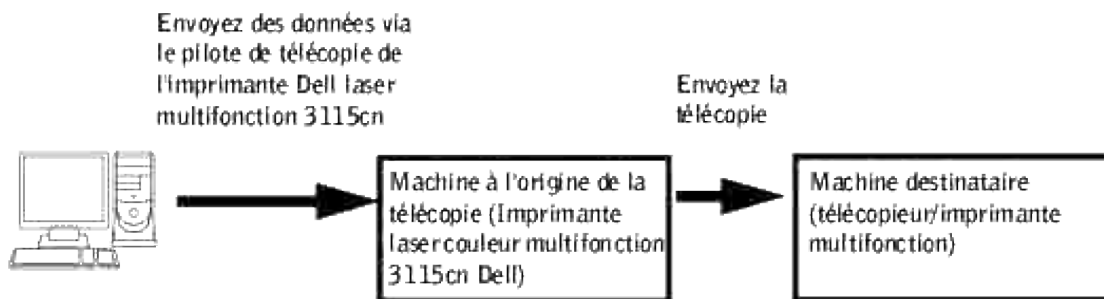 Envoyez des données via
le pilote de télécopie de
l'imprimante Dell laser
multifonction 3115cn
Envoyez la
télécopie
Machine à l'origine de la
télécopie (Imprimante
laser couleur multifonction
3115cn Dell)
Machine destinataire
(télécopieur/imprimante
multifonction)